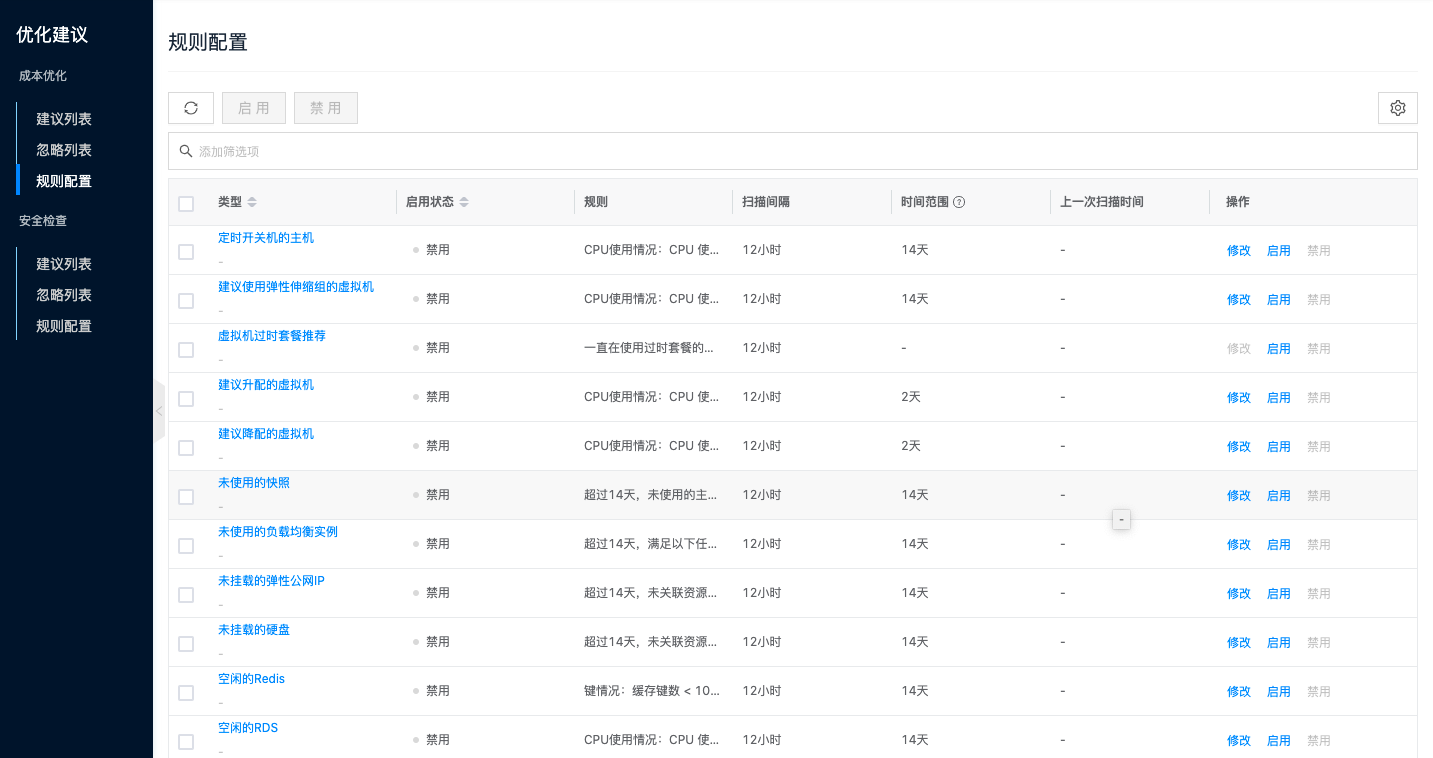 优化建议
成本优化
建议列表
忽略列表
规则配置
安全检查
建议列表
忽略列表
规则配置
规则配置
启用 禁用
添加筛选项
类型 启用状态 规则 扫描间隔 时间范围 上一次扫描时间 操作
定时开关机的主机
- 禁用 CPU使用情况：CPU 使... 12小时 14天 - 修改 启用 禁用
建议使用弹性伸缩组的虚拟机
- 禁用 CPU使用情况：CPU 使... 12小时 14天 - 修改 启用 禁用
虚拟机过时套餐推荐
- 禁用 一直在使用过时套餐的... 12小时 - - 修改 启用 禁用
建议升配的虚拟机
- 禁用 CPU使用情况：CPU 使... 12小时 2天 - 修改 启用 禁用
建议降配的虚拟机
- 禁用 CPU使用情况：CPU 使... 12小时 2天 - 修改 启用 禁用
未使用的快照
- 禁用 超过14天，未使用的主... 12小时 14天 - 修改 启用 禁用
-
未使用的负载均衡实例
- 禁用 超过14天，满足以下任... 12小时 14天 - 修改 启用 禁用
未挂载的弹性公网IP
- 禁用 超过14天，未关联资源... 12小时 14天 - 修改 启用 禁用
未挂载的硬盘
- 禁用 超过14天，未关联资源... 12小时 14天 - 修改 启用 禁用
空闲的Redis
- 禁用 键情况：缓存键数 < 10... 12小时 14天 - 修改 启用 禁用
空闲的RDS
- 禁用 CPU使用情况：CPU 使... 12小时 14天 - 修改 启用 禁用